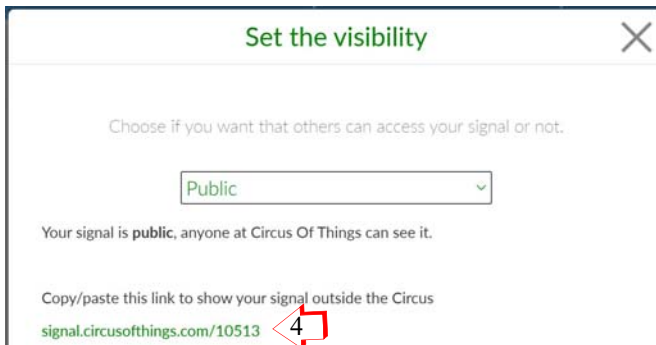 Set the visibility
Choose if you want that others can access your signal or not.
Public
Your signal is public, anyone at Circus Of Things can see it.
Copy/paste this link to show your signal outside the Circus
signal.circusofthings.com/10513 4